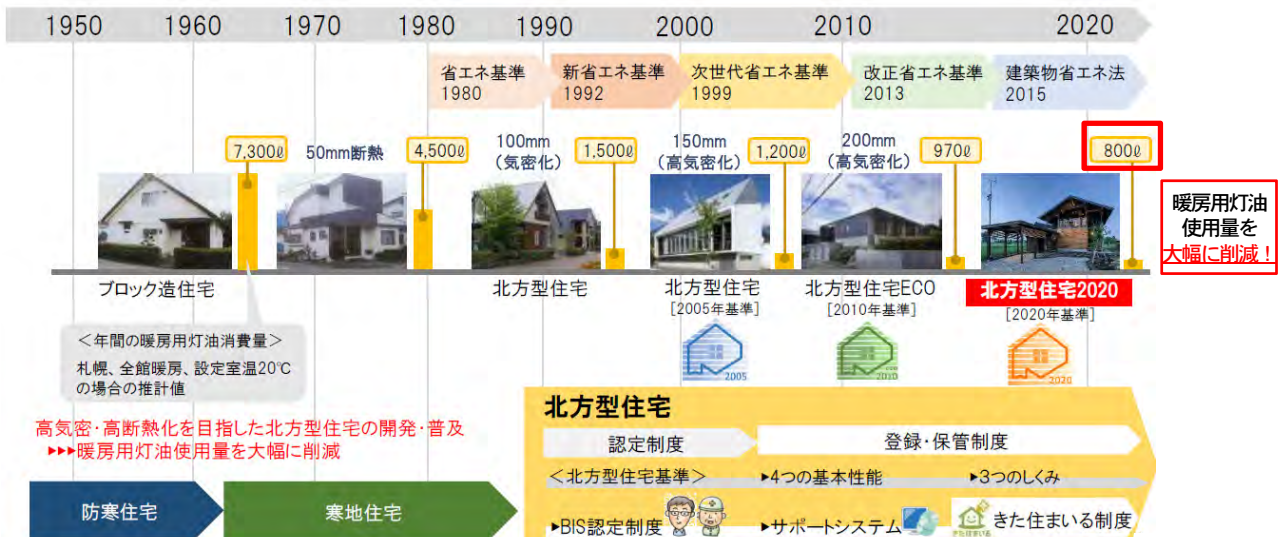 1950
1960
1970
1980
1990
2000
2010
2020
省エネ基準
1980
新省エネ基準
1992
次世代省エネ基準
1999
改正省エネ基準
2013
建築物省エネ法
2015
7,300ℓ
50mm断熱
4,500ℓ
100mm
（気密化）
1,500ℓ
150mm
（高気密化）
1,200ℓ
200mm
（高気密化）
970ℓ
800ℓ
暖房用灯油
使用量を
大幅に削減！
ブロック造住宅
北方型住宅
北方型住宅
[2005年基準]
2005
北方型住宅ECO
[2010年基準]
2010
北方型住宅2020
[2020年基準]
2020
＜年間の暖房用灯油消費量＞
札幌、全館暖房、設定室温20℃
の場合の推計値
高気密・高断熱化を目指した北方型住宅の開発・普及
▸▸▸暖房用灯油使用量を大幅に削減
防寒住宅
寒地住宅
北方型住宅
認定制度
登録・保管制度
＜北方型住宅基準＞
▸4つの基本性能
▸3つのしくみ
▸BIS認定制度
▸サポートシステム
きた住まいる
きた住まいる制度